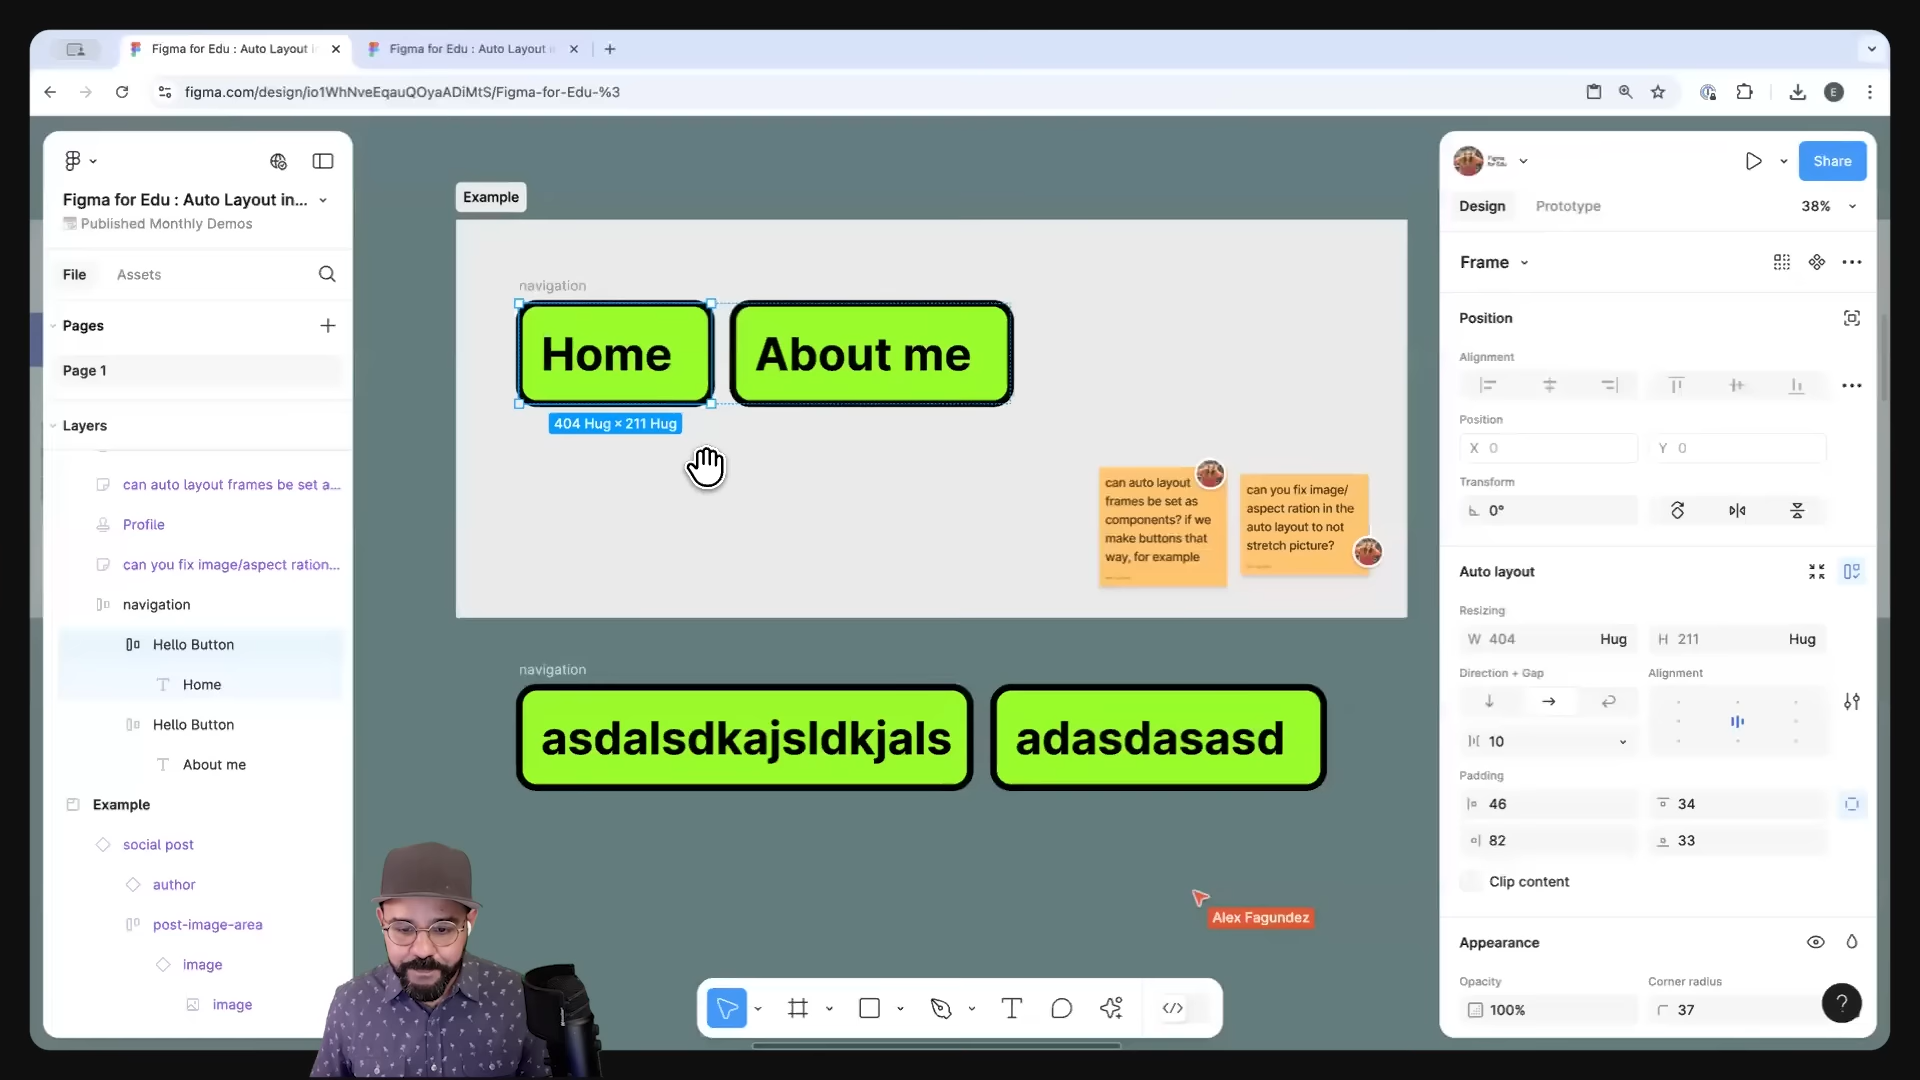 Figma for Edu : Auto Layout i
Figma for Edu : Auto Layout
figma.com/design/io1WhNveEqauQOyaADiMtS/Figma-for-Edu-%3
E
Figma for Edu : Auto Layout in...
Published Monthly Demos
File
Assets
Pages
Page 1
Layers
can auto layout frames be set a...
Profile
can you fix image/aspect ration...
navigation
Hello Button
Home
Hello Button
About me
Example
social post
author
post-image-area
image
image
Example
navigation
Home
About me
404 Hug × 211 Hug
can auto layout
frames be set as
components? if we
make buttons that
way, for example
can you fix image/
aspect ration in the
auto layout to not
stretch picture?
navigation
asdalsdkajsldkjals
adasdasasd
Alex Fagundez
Figma for Edu
Share
Design
Prototype
38%
Frame
Position
Alignment
Position
X 0
Y 0
Transform
0°
Auto layout
Resizing
W 404 Hug
H 211 Hug
Direction + Gap
Alignment
10
Padding
46
34
82
33
Clip content
Appearance
Opacity
Corner radius
100%
37
?